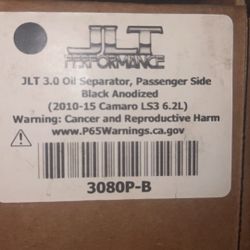 JLT
PERFORMANCE
JLT 3.0 Oil Separator, Passenger Side
Black Anodized
(2010-15 Camaro LS3 6.2L)
Warning: Cancer and Reproductive Harm
www.P65Warnings.ca.gov
3080P-B